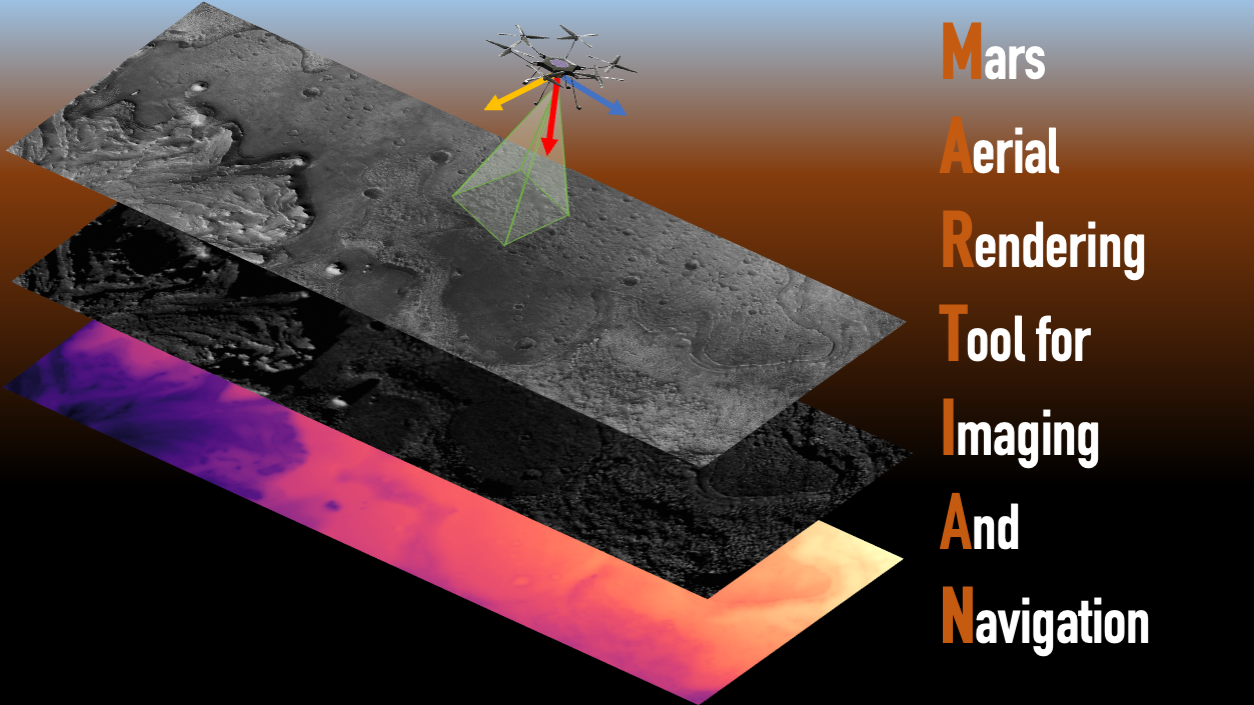 Mars
Aerial
Rendering
Tool for
Imaging
And
Navigation